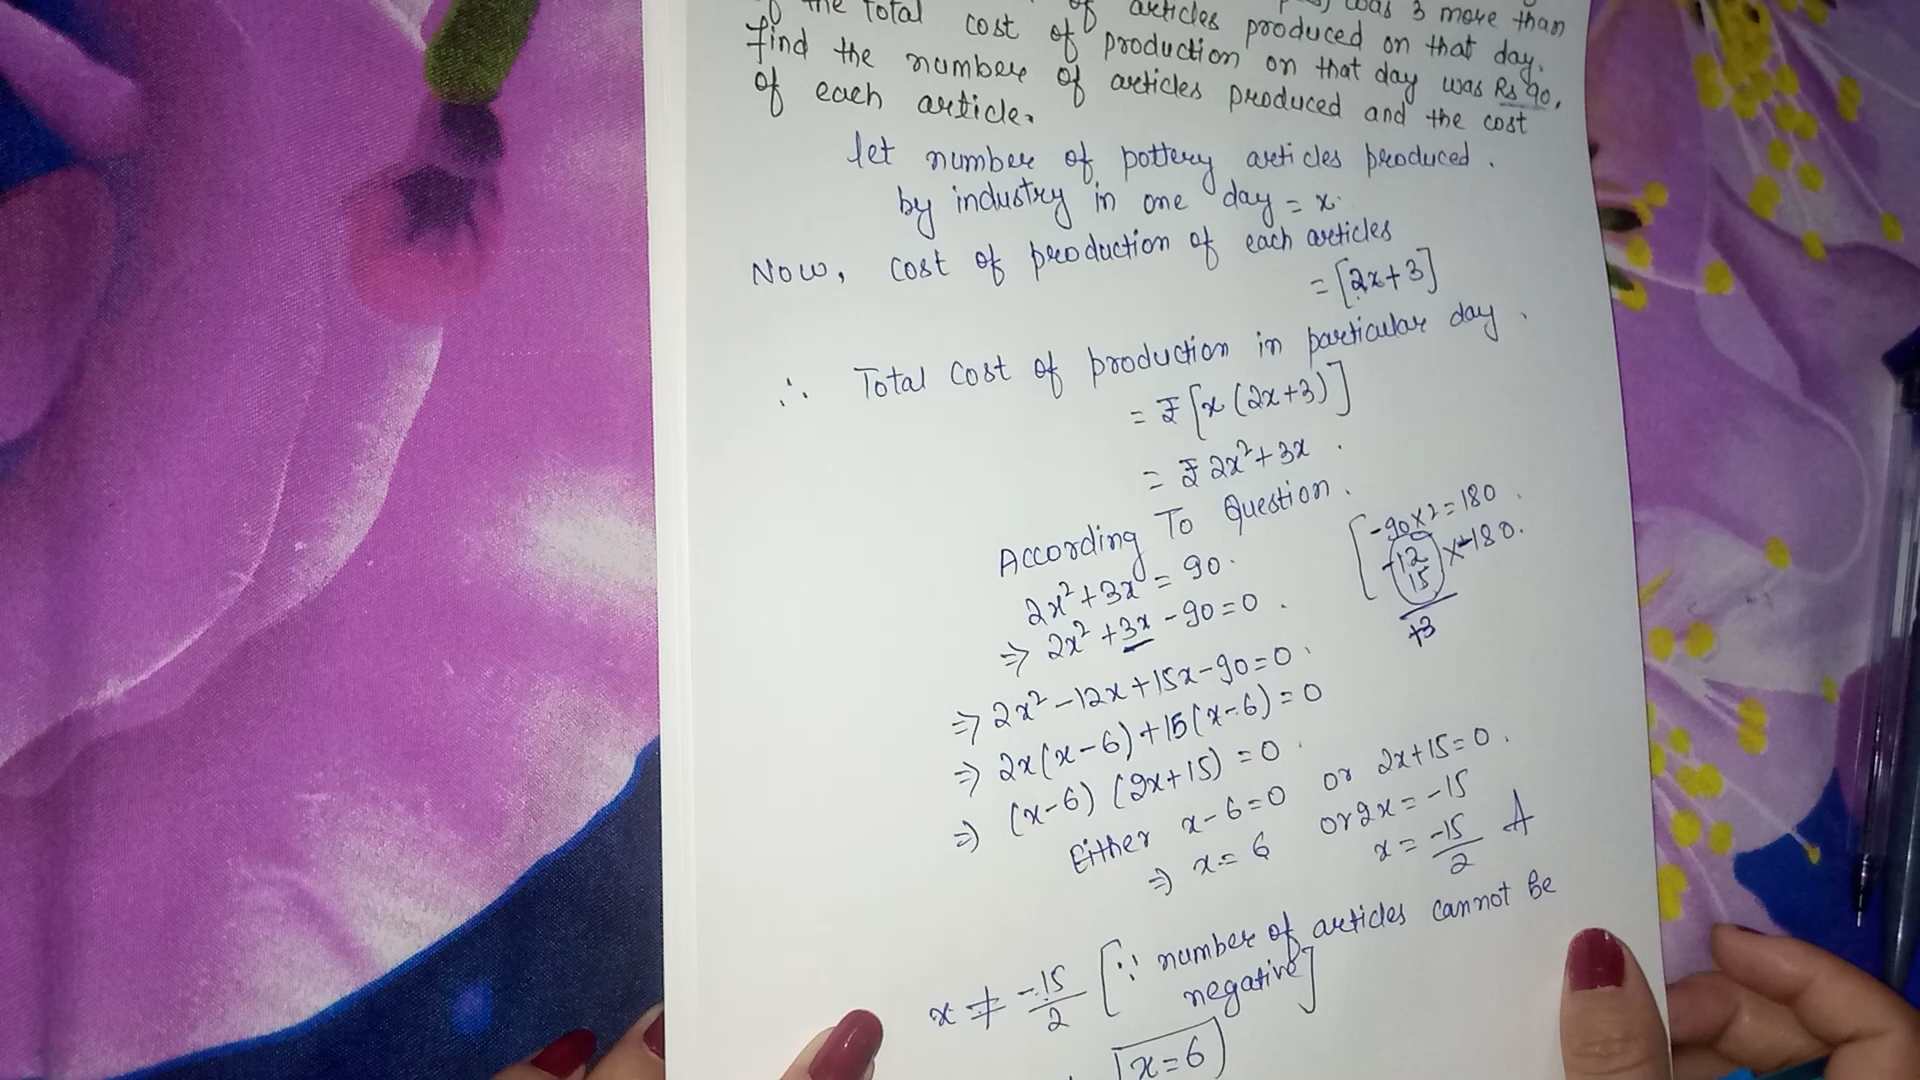 the Total cost of articles produced on that day.
was 3 more than
find the number of production on that day was Rs 90,
of each article. of articles produced and the cost
let number of pottery articles produced.
by industry in one day = x.
Now, cost of production of each articles
= [2x+3]
∴ Total cost of production in particular day.
= ₹ [x (2x+3)]
= ₹ 2x²+3x.
According To Question.
2x²+3x = 90.
⇒ 2x²+3x-90=0.
⇒ 2x²-12x+15x-90=0.
⇒ 2x(x-6)+15(x-6)=0
⇒ (x-6) (2x+15) = 0.
Either x-6=0 or 2x+15=0.
⇒ x=6 or 2x=-15
x = -15/2
[-90×2=180.
-12
15 x-180.
+3
x ≠ -15/2 [∵ number of articles cannot be
negative]
x=6